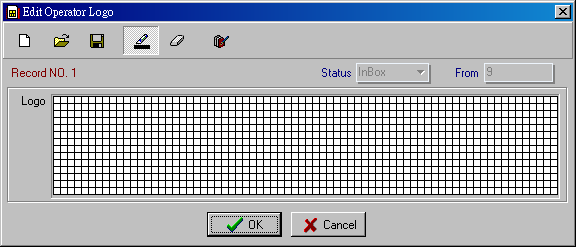 Edit Operator Logo
Record NO. 1 Status InBox From 9
Logo
OK Cancel